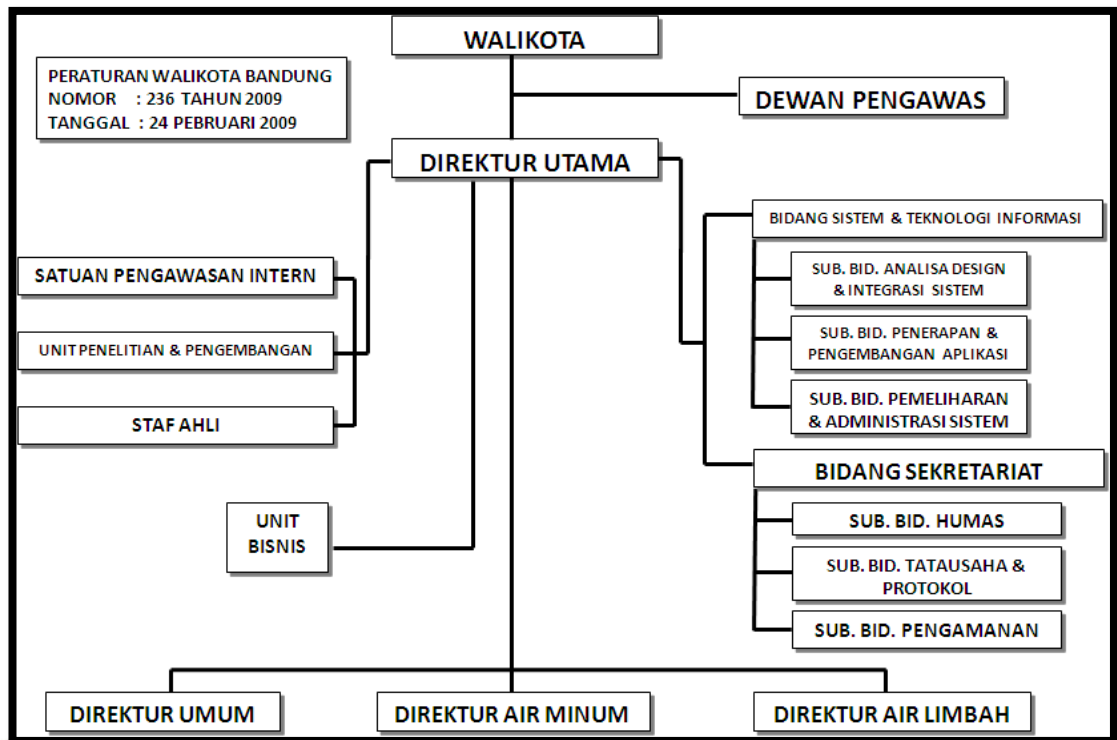 WALIKOTA
PERATURAN WALIKOTA BANDUNG
NOMOR : 236 TAHUN 2009
TANGGAL : 24 PEBRUARI 2009
DEWAN PENGAWAS
DIREKTUR UTAMA
BIDANG SISTEM & TEKNOLOGI INFORMASI
SUB. BID. ANALISA DESIGN
& INTEGRASI SISTEM
SUB. BID. PENERAPAN &
PENGEMBANGAN APLIKASI
SUB. BID. PEMELIHARAN
& ADMINISTRASI SISTEM
SATUAN PENGAWASAN INTERN
UNIT PENELITIAN & PENGEMBANGAN
STAF AHLI
BIDANG SEKRETARIAT
SUB. BID. HUMAS
SUB. BID. TATAUSAHA &
PROTOKOL
SUB. BID. PENGAMANAN
UNIT
BISNIS
DIREKTUR UMUM
DIREKTUR AIR MINUM
DIREKTUR AIR LIMBAH